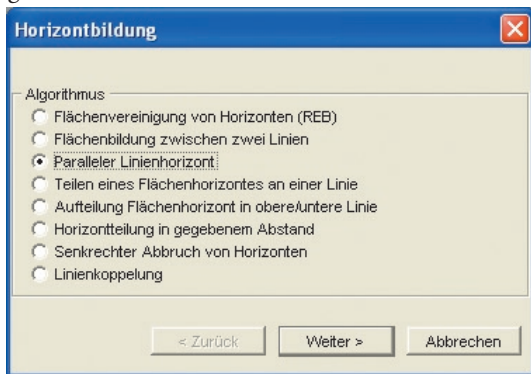 Horizontbildung
Algorithmus
Flächenvereinigung von Horizonten (REB)
Flächenbildung zwischen zwei Linien
Paralleler Linienhorizont
Teilen eines Flächenhorizontes an einer Linie
Aufteilung Flächenhorizont in obere/untere Linie
Horizontteilung in gegebenem Abstand
Senkrechter Abbruch von Horizonten
Linienkoppelung
< Zurück Weiter > Abbrechen